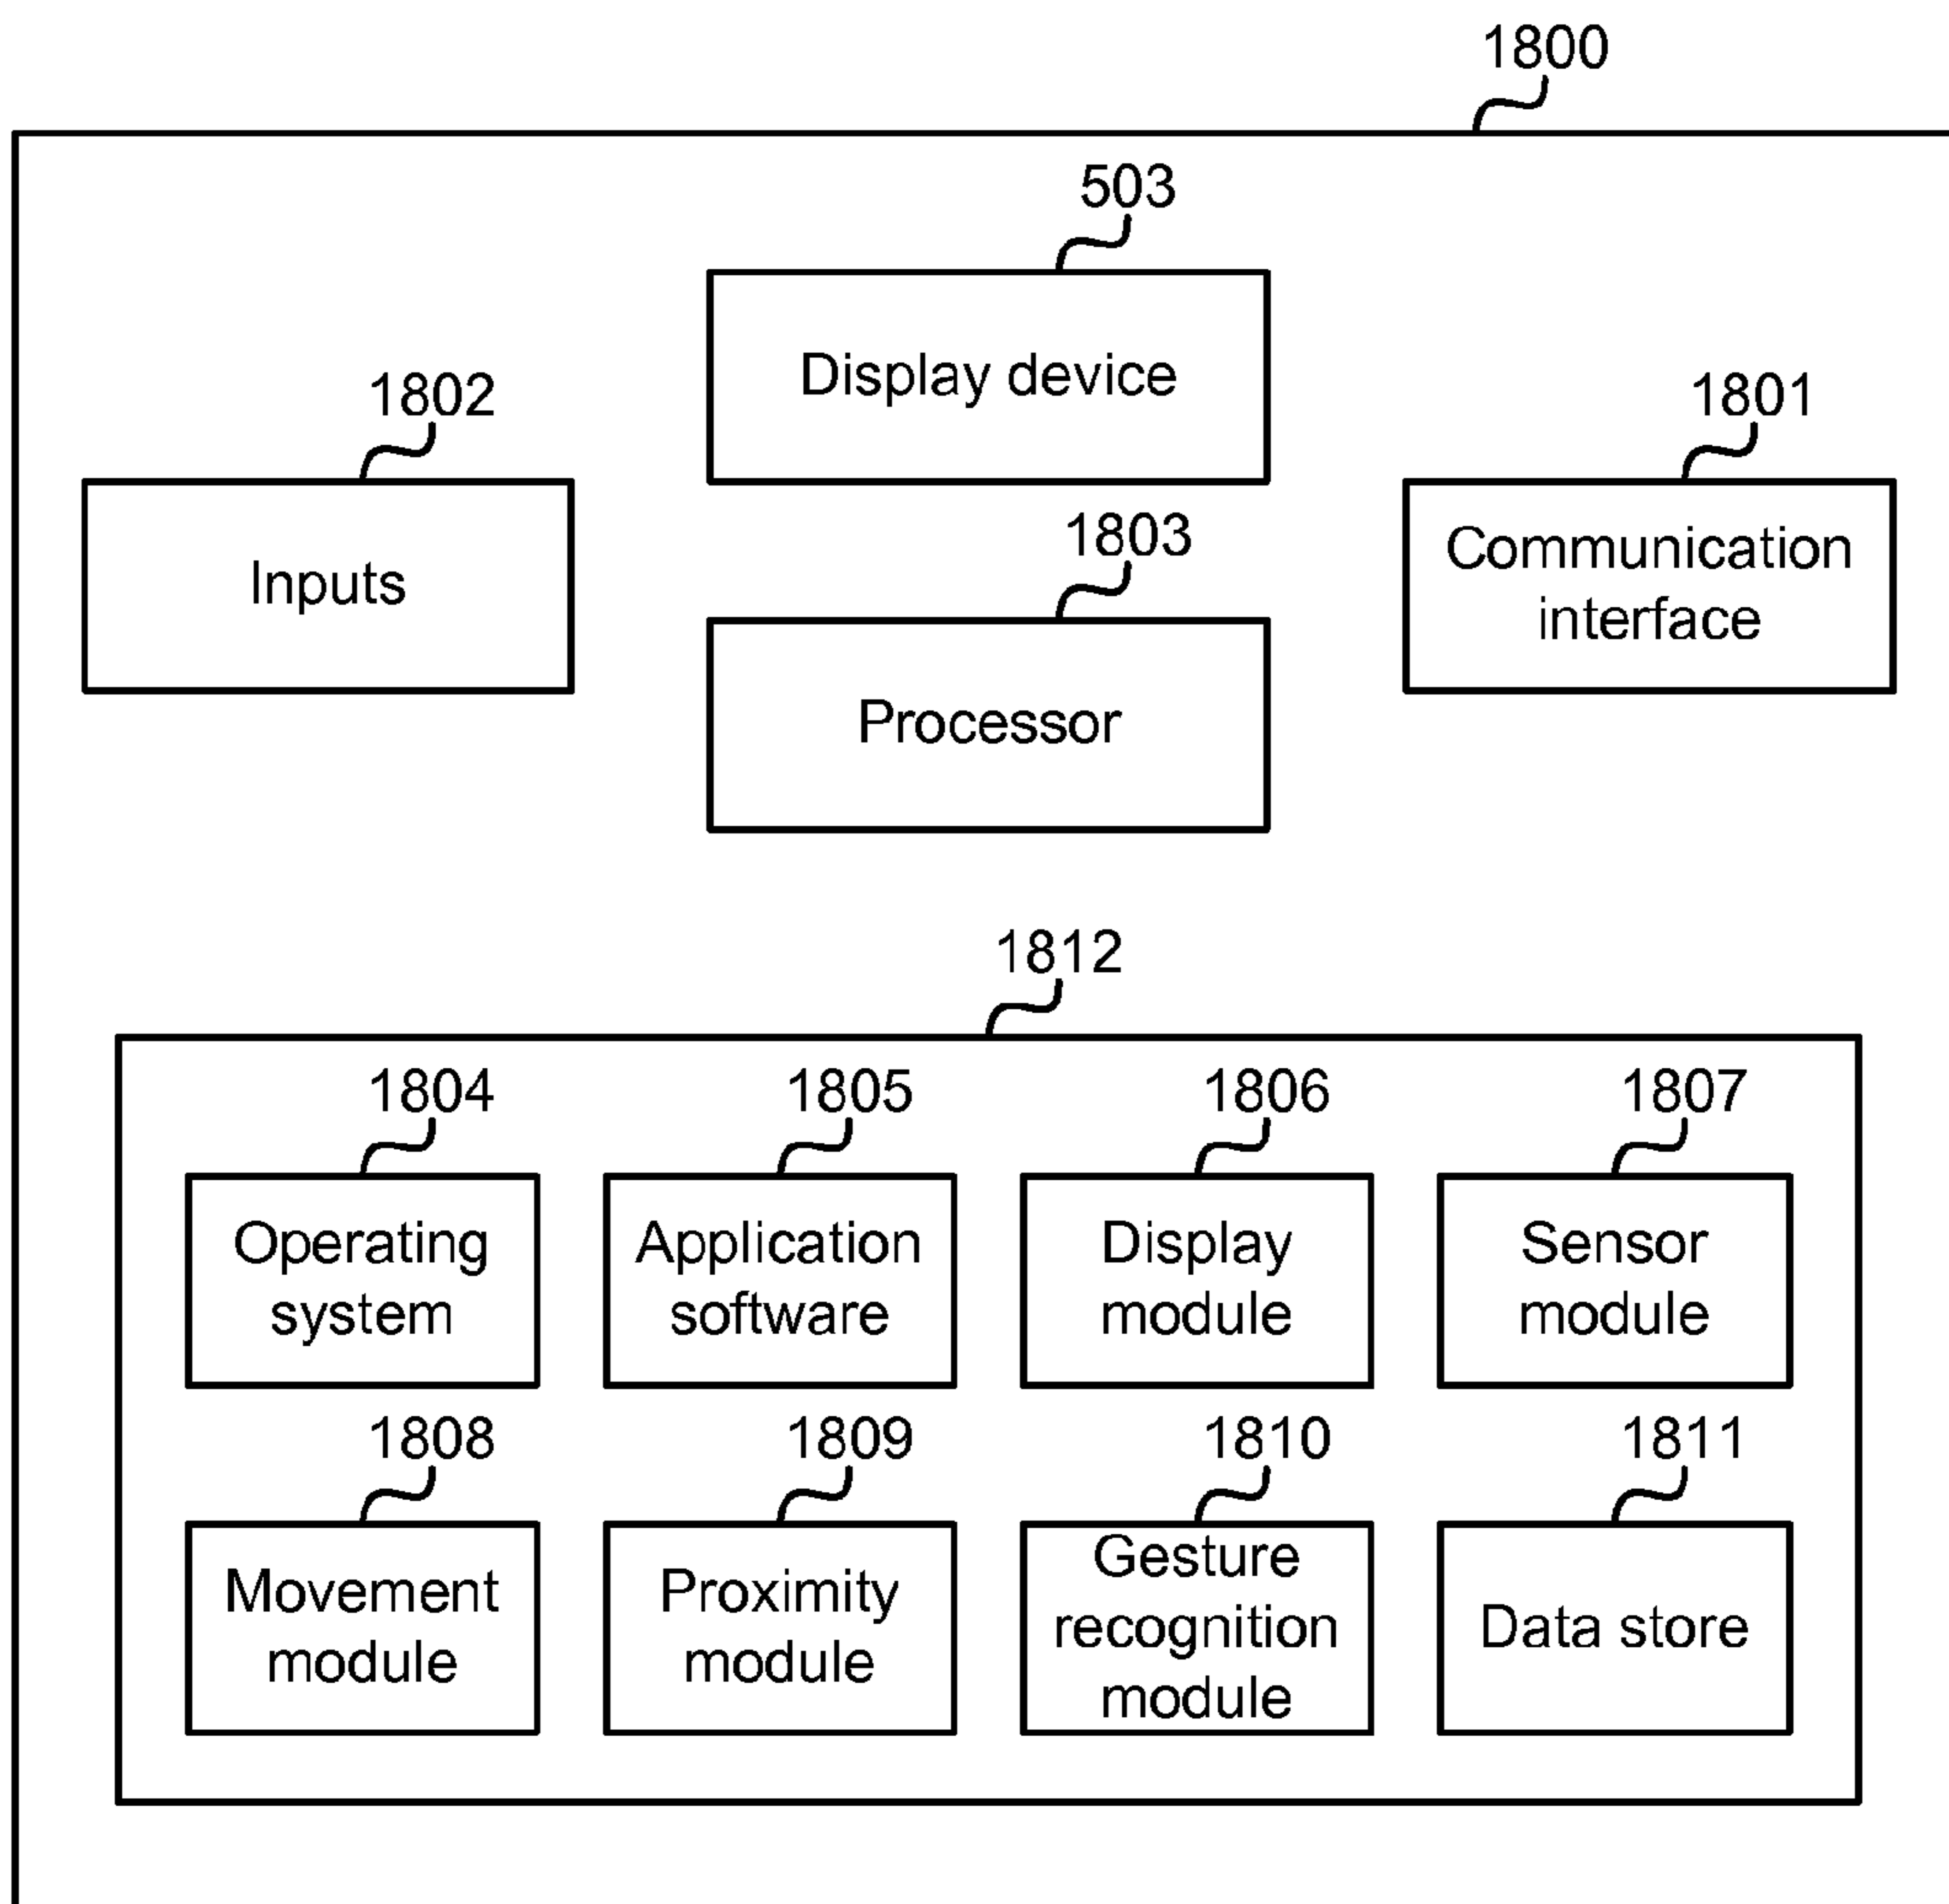 1800
503
Display device
1802
Inputs
1801
Communication
interface
1803
Processor
1812
1804
Operating
system
1805
Application
software
1806
Display
module
1807
Sensor
module
1808
Movement
module
1809
Proximity
module
1810
Gesture
recognition
module
1811
Data store